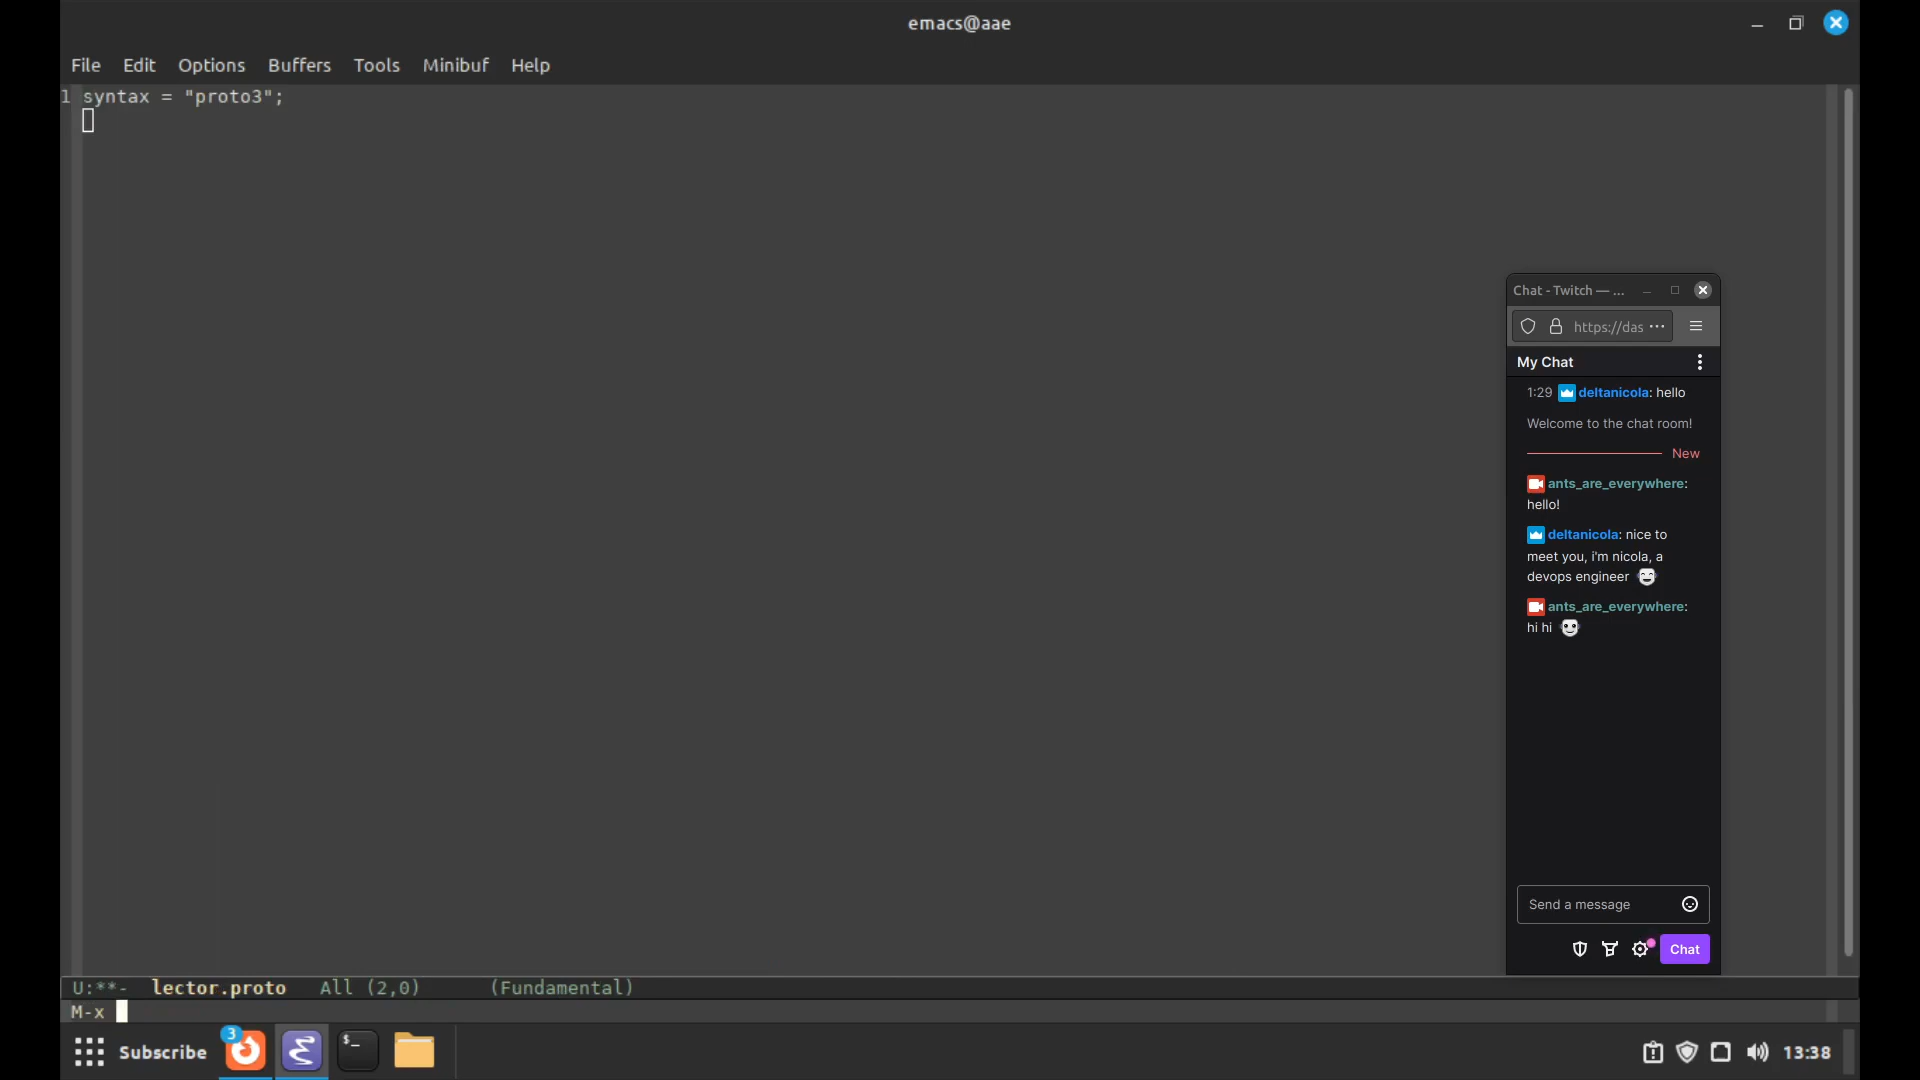 emacs@aae
File Edit Options Buffers Tools Minibuf Help
1 syntax = "proto3";
Chat - Twitch — ...
https://das ···
My Chat
1:29 deltanicola: hello
Welcome to the chat room!
New
ants_are_everywhere:
hello!
deltanicola: nice to
meet you, i'm nicola, a
devops engineer
ants_are_everywhere:
hi hi
Send a message
Chat
U:**- lector.proto All (2,0) (Fundamental)
M-x
Subscribe
3
$_
13:38